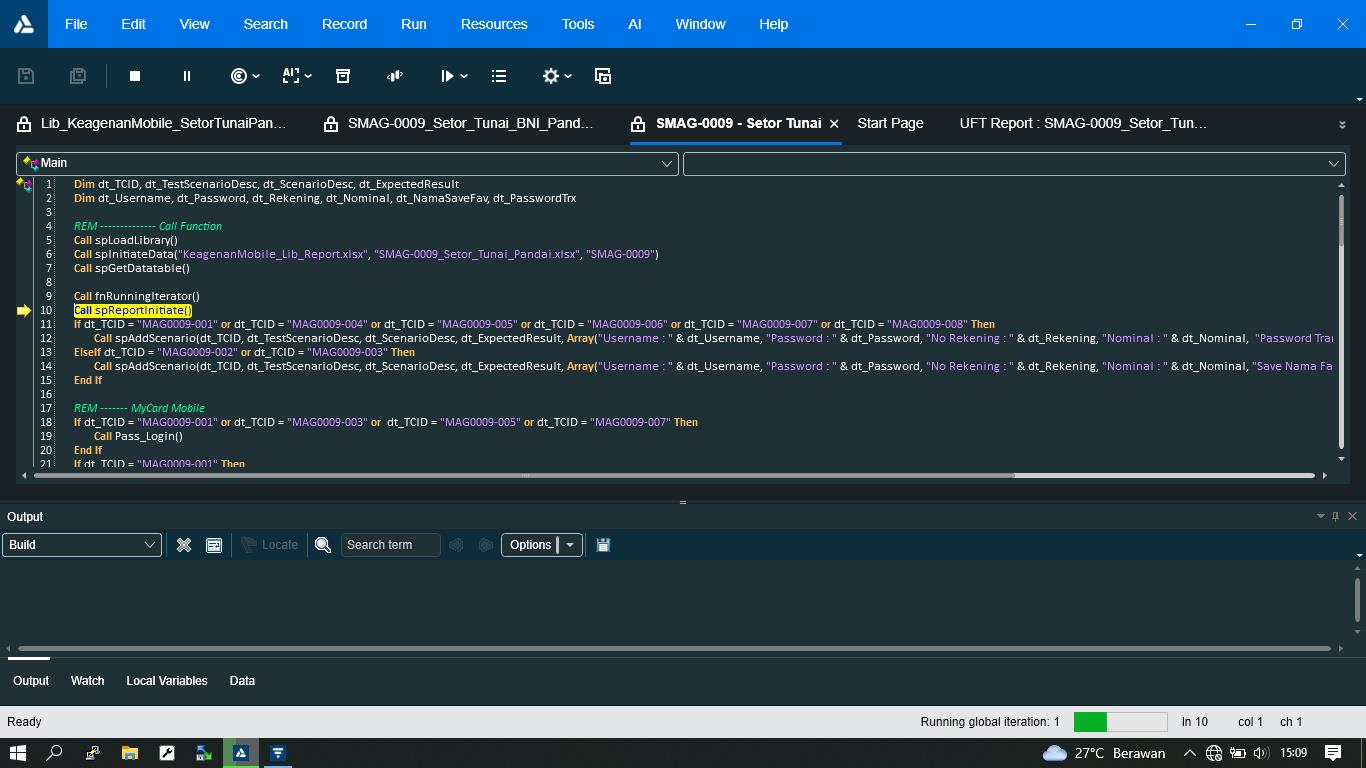 File Edit View Search Record Run Resources Tools AI Window Help
Lib_KeagenanMobile_SetorTunaiPan... SMAG-0009_Setor_Tunai_BNI_Pand... SMAG-0009 - Setor Tunai Start Page UFT Report : SMAG-0009_Setor_Tun...
Main
1 Dim dt_TCID, dt_TestScenarioDesc, dt_ScenarioDesc, dt_ExpectedResult
2 Dim dt_Username, dt_Password, dt_Rekening, dt_Nominal, dt_NamaSaveFav, dt_PasswordTrx
3
4 REM -------------- Call Function
5 Call spLoadLibrary()
6 Call spInitiateData("KeagenanMobile_Lib_Report.xlsx", "SMAG-0009_Setor_Tunai_Pandai.xlsx", "SMAG-0009")
7 Call spGetDatatable()
8
9 Call fnRunningIterator()
10 Call spReportInitiate()
11 If dt_TCID = "MAG0009-001" or dt_TCID = "MAG0009-004" or dt_TCID = "MAG0009-005" or dt_TCID = "MAG0009-006" or dt_TCID = "MAG0009-007" or dt_TCID = "MAG0009-008" Then
12 Call spAddScenario(dt_TCID, dt_TestScenarioDesc, dt_ScenarioDesc, dt_ExpectedResult, Array("Username : " & dt_Username, "Password : " & dt_Password, "No Rekening : " & dt_Rekening, "Nominal : " & dt_Nominal, "Password Tran
13 ElseIf dt_TCID = "MAG0009-002" or dt_TCID = "MAG0009-003" Then
14 Call spAddScenario(dt_TCID, dt_TestScenarioDesc, dt_ScenarioDesc, dt_ExpectedResult, Array("Username : " & dt_Username, "Password : " & dt_Password, "No Rekening : " & dt_Rekening, "Nominal : " & dt_Nominal, "Save Nama Fa
15 End If
16
17 REM ------- MyCard Mobile
18 If dt_TCID = "MAG0009-001" or dt_TCID = "MAG0009-003" or dt_TCID = "MAG0009-005" or dt_TCID = "MAG0009-007" Then
19 Call Pass_Login()
20 End If
21 If dt_TCID = "MAG0009-001" Then
Output
Build Locate Search term Options
Output Watch Local Variables Data
Ready Running global iteration: 1 ln 10 col 1 ch 1
27°C Berawan 15:09